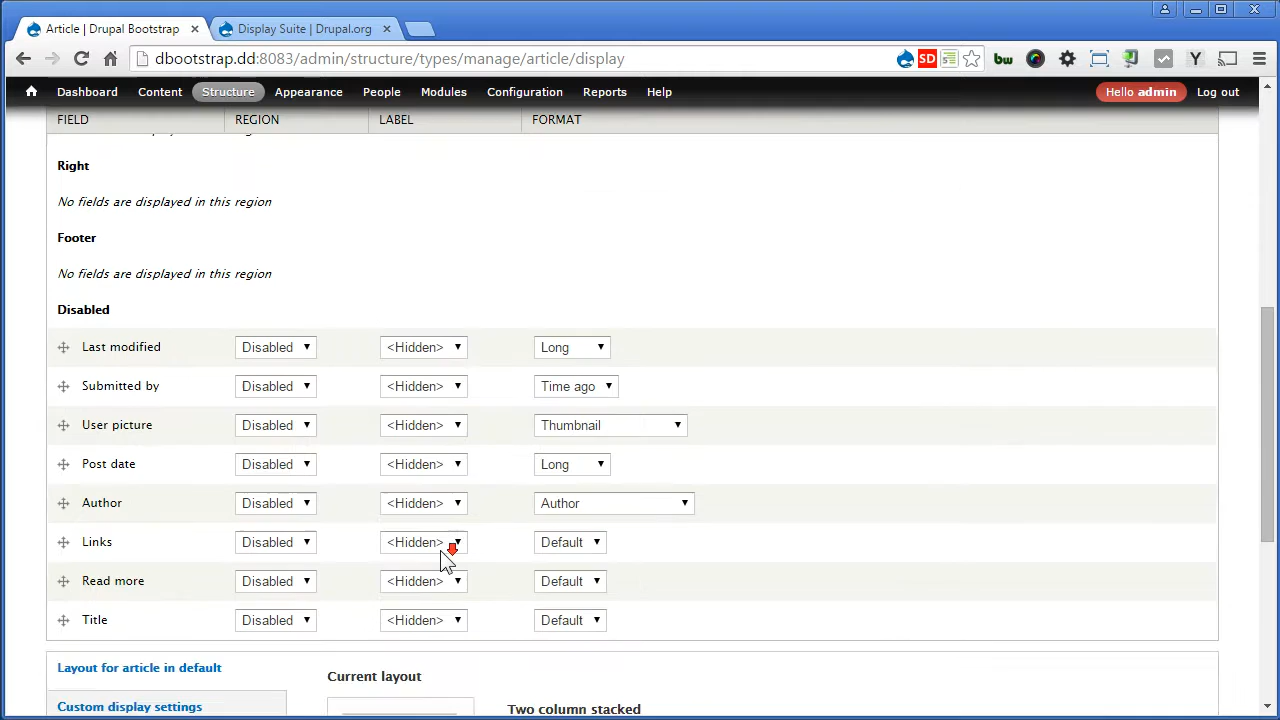 Article | Drupal Bootstrap
Display Suite | Drupal.org
dbootstrap.dd:8083/admin/structure/types/manage/article/display
SD
bw
Y
Dashboard Content Structure Appearance People Modules Configuration Reports Help Hello admin Log out
FIELD REGION LABEL FORMAT
Right
No fields are displayed in this region
Footer
No fields are displayed in this region
Disabled
Last modified Disabled <Hidden> Long
Submitted by Disabled <Hidden> Time ago
User picture Disabled <Hidden> Thumbnail
Post date Disabled <Hidden> Long
Author Disabled <Hidden> Author
Links Disabled <Hidden> Default
Read more Disabled <Hidden> Default
Title Disabled <Hidden> Default
Layout for article in default
Current layout
Custom display settings
Two column stacked